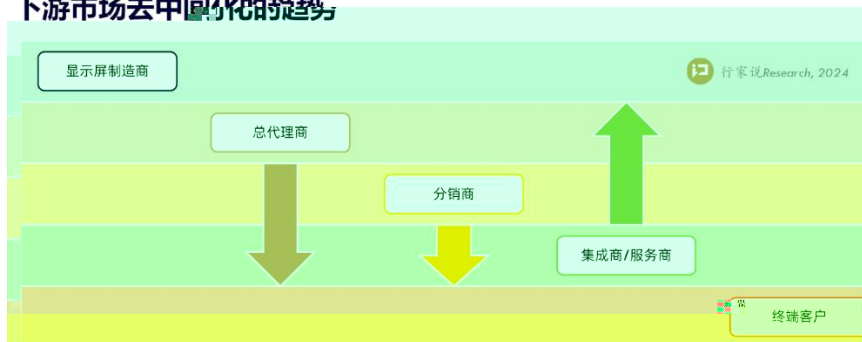 下游市场去中间化的趋势
显示屏制造商
行家说Research, 2024
总代理商
分销商
集成商/服务商
终端客户